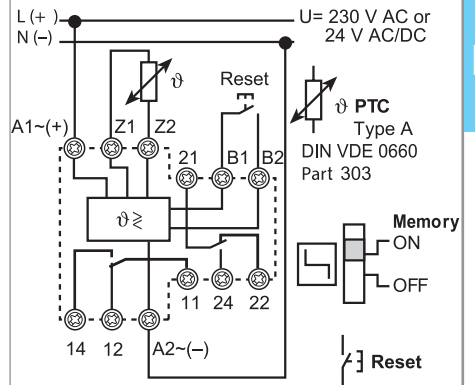 L (+) U= 230 V AC or
N (–) 24 V AC/DC
ϑ
Reset
ϑ PTC
A1~(+) Z1 Z2
Type A
DIN VDE 0660
21 B1 B2
Part 303
ϑ≷
Memory
ON
OFF
11 24 22
14 12 A2~(–)
Reset